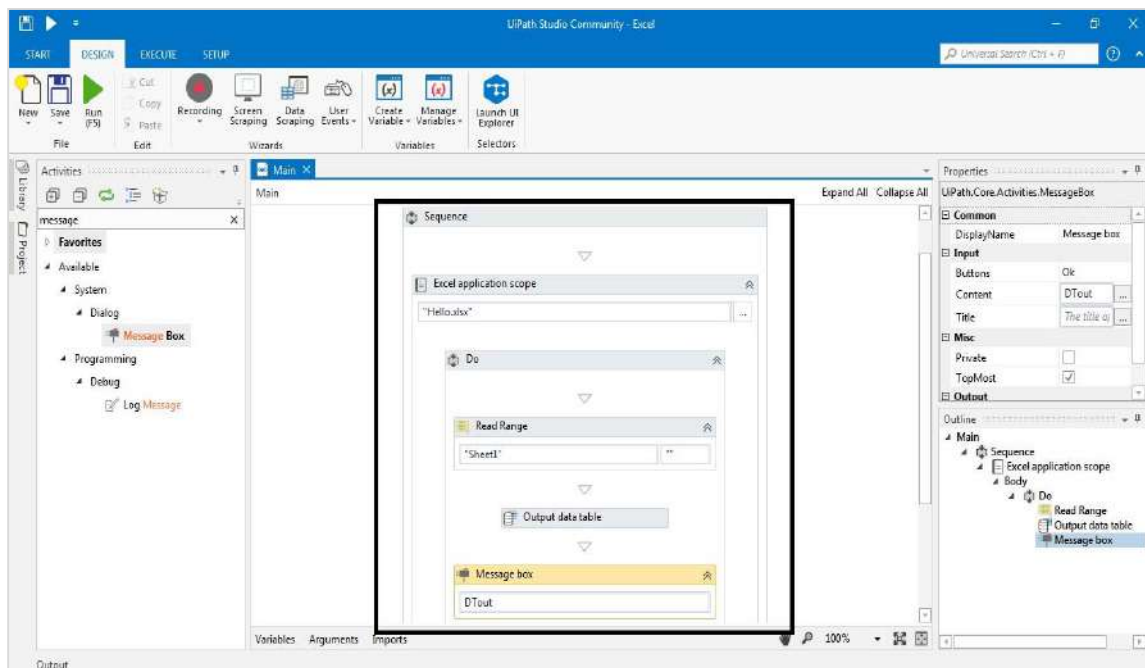 UiPath Studio Community - Excel
START DESIGN EXECUTE SETUP
Universal Search (Ctrl + F)
Cut
Copy
Paste
New Save Run (F5) Recording Screen Scraping Data Scraping User Events Create Variable Manage Variables Launch UI Explorer
File Edit Wizards Variables Selectors
Library
Project
Activities
message
Favorites
Available
System
Dialog
Message Box
Programming
Debug
Log Message
Main
Main Expand All Collapse All
Sequence
Excel application scope
"Hello.xlsx" ...
Do
Read Range
"Sheet1" ""
Output data table
Message box
DTout
Variables Arguments Imports 100%
Properties
UiPath.Core.Activities.MessageBox
Common
DisplayName Message box
Input
Buttons Ok
Content DTout ...
Title The title of ...
Misc
Private
TopMost
Output
Outline
Main
Sequence
Excel application scope
Body
Do
Read Range
Output data table
Message box
Output